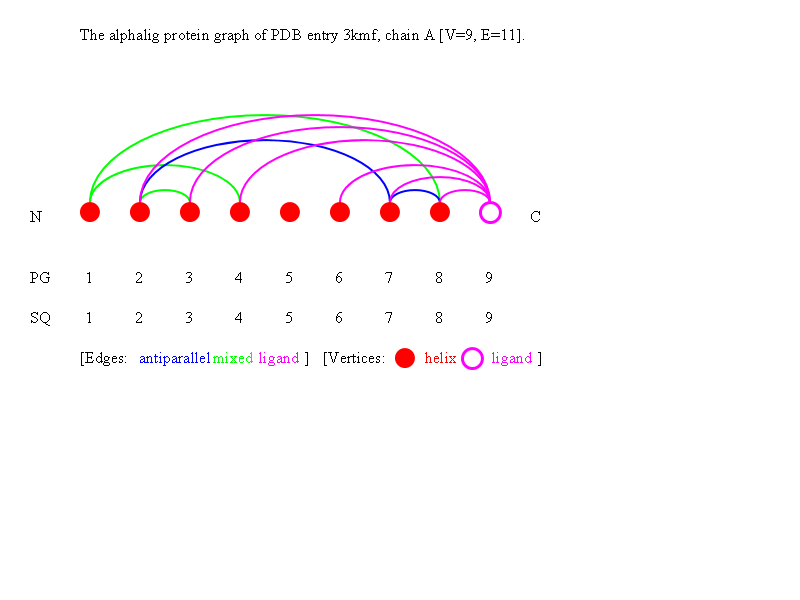 The alphalig protein graph of PDB entry 3kmf, chain A [V=9, E=11].
N C
PG 1 2 3 4 5 6 7 8 9
SQ 1 2 3 4 5 6 7 8 9
[Edges: antiparallel mixed ligand ] [Vertices: helix ligand ]